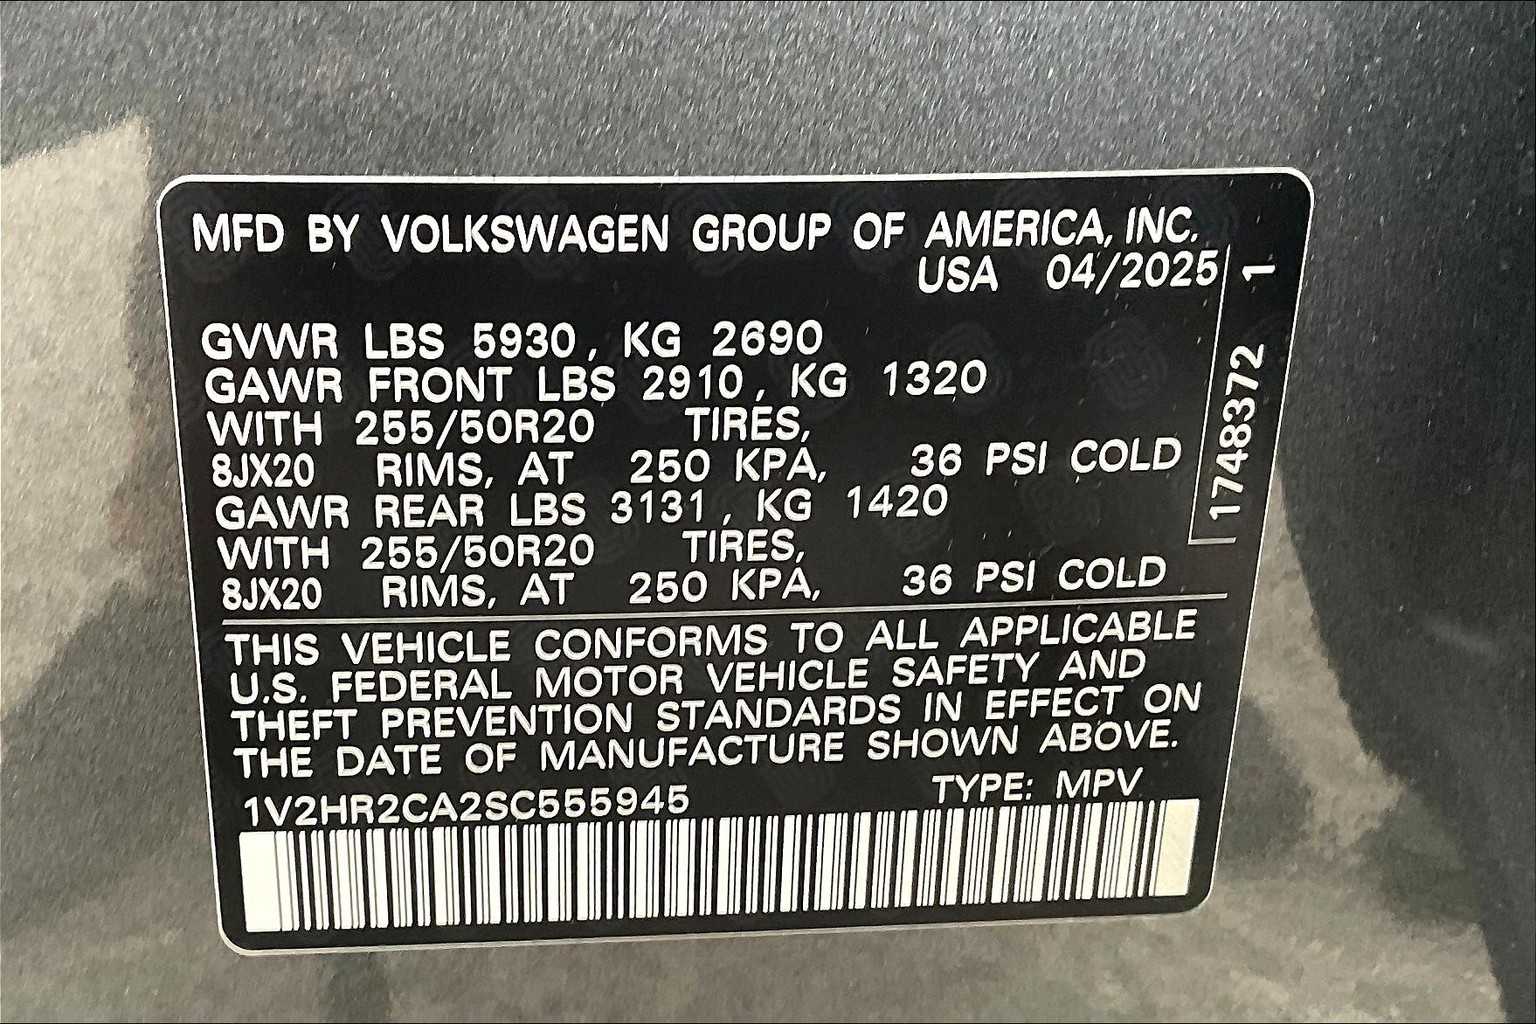 MFD BY VOLKSWAGEN GROUP OF AMERICA, INC.
USA 04/2025
GVWR LBS 5930, KG 2690
GAWR FRONT LBS 2910, KG 1320
WITH 255/50R20 TIRES,
8JX20 RIMS, AT 250 KPA, 36 PSI COLD
GAWR REAR LBS 3131, KG 1420
WITH 255/50R20 TIRES,
8JX20 RIMS, AT 250 KPA, 36 PSI COLD
1748372 1
THIS VEHICLE CONFORMS TO ALL APPLICABLE
U.S. FEDERAL MOTOR VEHICLE SAFETY AND
THEFT PREVENTION STANDARDS IN EFFECT ON
THE DATE OF MANUFACTURE SHOWN ABOVE.
1V2HR2CA2SC555945 TYPE: MPV